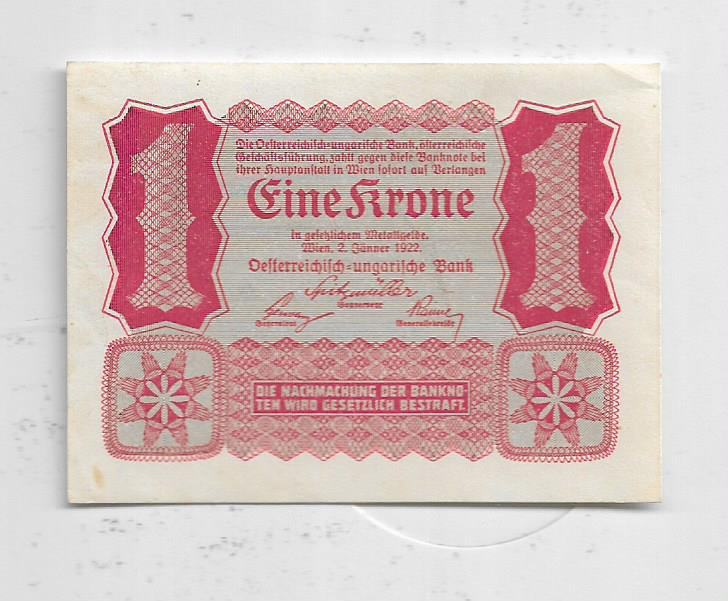 1
1
Die Oesterreichisch-ungarische Bank, österreichische
Geschäftsführung, zahlt gegen diese Banknote bei
ihrer Hauptanstalt in Wien sofort auf Verlangen
Eine Krone
in gesetzlichem Metallgelde.
Wien, 2. Jänner 1922.
Oesterreichisch-ungarische Bank
Spitzmüller
Gouverneur
Generalrat
Generalsekretär
DIE NACHMACHUNG DER BANKNO
TEN WIRD GESETZLICH BESTRAFT.